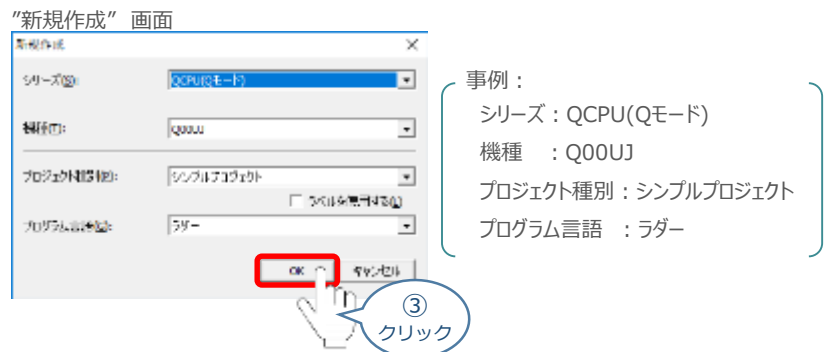 ”新規作成” 画面
新規作成
シリーズ(S):
QCPU(Qモード)
機種(T):
Q00UJ
プロジェクト種別(P):
シンプルプロジェクト
ラベルを使用する(L)
プログラム言語(G):
ラダー
OK
キャンセル
③
クリック
事例：
シリーズ：QCPU(Qモード)
機種 ：Q00UJ
プロジェクト種別：シンプルプロジェクト
プログラム言語 ：ラダー